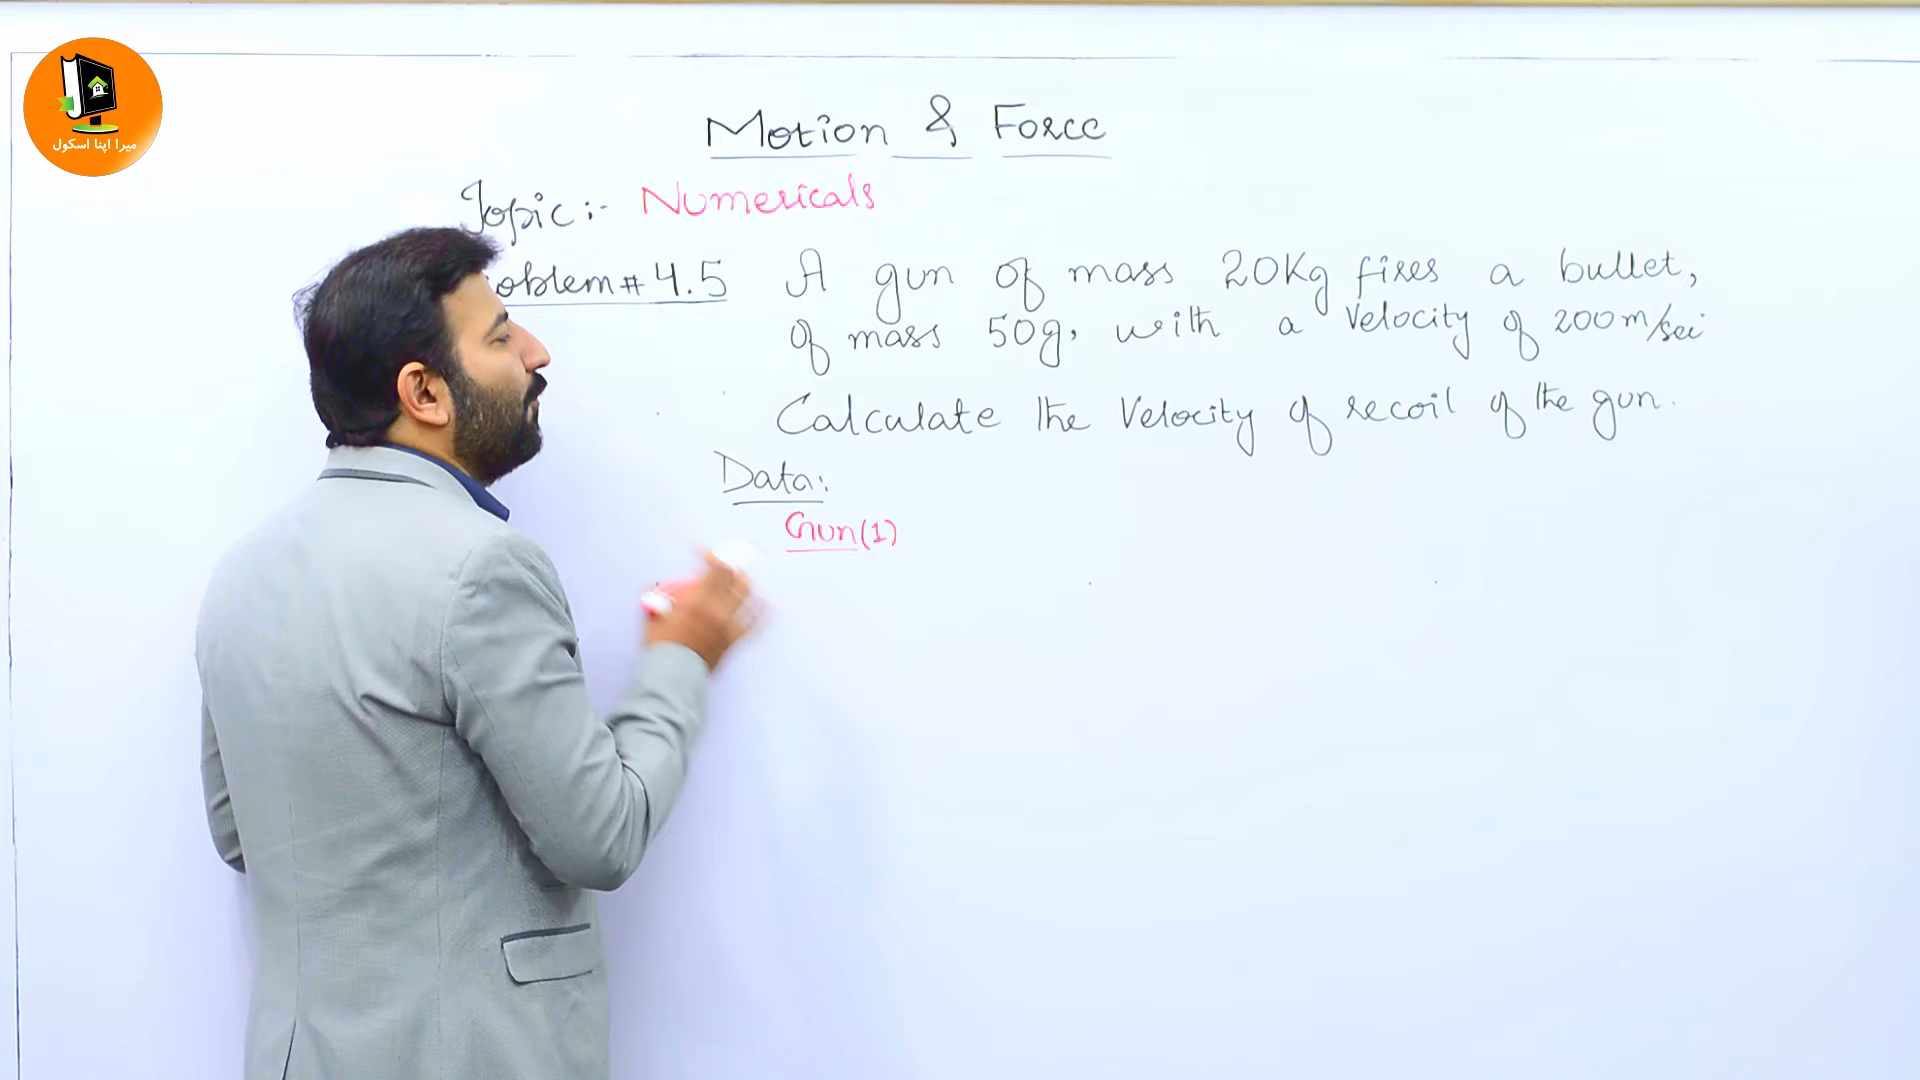 میرا اپنا اسکول
Motion & Force
Topic:- Numericals
oblem # 4.5 A gun of mass 20Kg fires a bullet,
of mass 50g, with a Velocity of 200m/sec
Calculate the Velocity of recoil of the gun.
Data:
Gun(1)